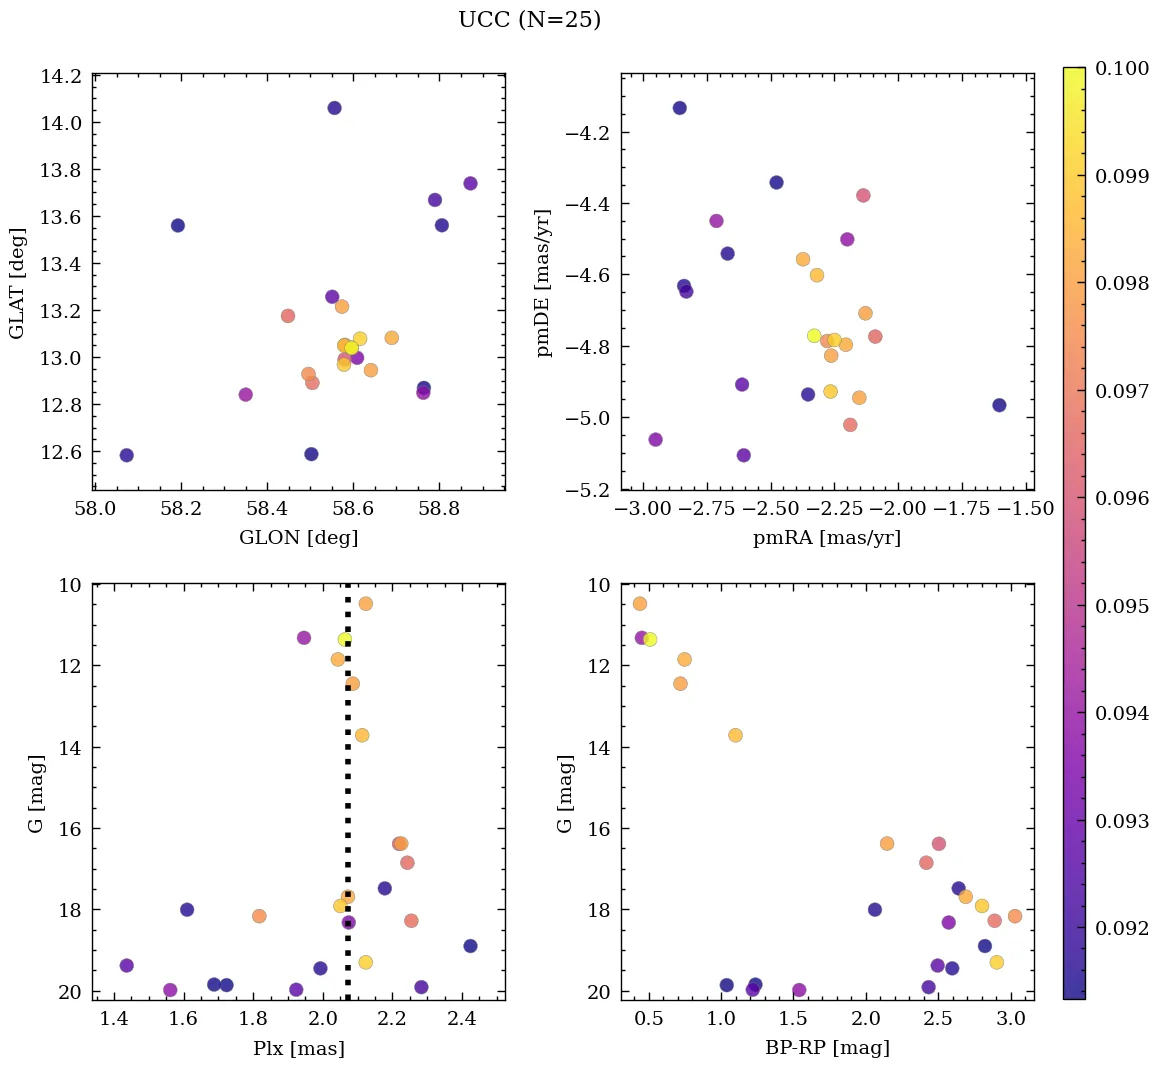 UCC (N=25)
14.2
14.0
13.8
13.6
13.4
13.2
13.0
12.8
12.6
GLAT [deg]
58.0 58.2 58.4 58.6 58.8
GLON [deg]
−4.2
−4.4
−4.6
−4.8
−5.0
−5.2
pmDE [mas/yr]
−3.00 −2.75 −2.50 −2.25 −2.00 −1.75 −1.50
pmRA [mas/yr]
10
12
14
16
18
20
G [mag]
1.4 1.6 1.8 2.0 2.2 2.4
Plx [mas]
10
12
14
16
18
20
G [mag]
0.5 1.0 1.5 2.0 2.5 3.0
BP-RP [mag]
0.100
0.099
0.098
0.097
0.096
0.095
0.094
0.093
0.092